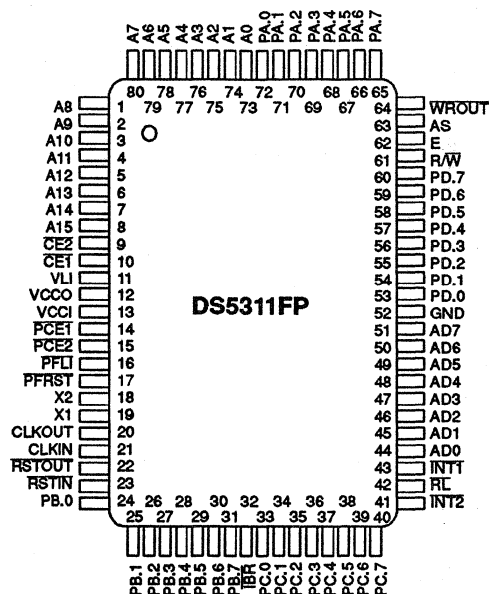 A7 A6 A5 A4 A3 A2 A1 A0 PA.0 PA.1 PA.2 PA.3 PA.4 PA.5 PA.6 PA.7
80 78 76 74 72 70 68 66 65
79 77 75 73 71 69 67
A8 1 64 WROUT
A9 2 63 AS
A10 3 62 E
A11 4 61 R/W
A12 5 60 PD.7
A13 6 59 PD.6
A14 7 58 PD.5
A15 8 57 PD.4
CE2 9 56 PD.3
CE1 10 55 PD.2
VLI 11 54 PD.1
VCCO 12 53 PD.0
VCCI 13 52 GND
DS5311FP
PCE1 14 51 AD7
PCE2 15 50 AD6
PFLI 16 49 AD5
PFRST 17 48 AD4
X2 18 47 AD3
X1 19 46 AD2
CLKOUT 20 45 AD1
CLKIN 21 44 AD0
RSTOUT 22 43 INT1
RSTIN 23 42 RL
PB.0 24 41 INT2
26 28 30 32 34 36 38 39
25 27 29 31 33 35 37 40
PB.1 PB.2 PB.3 PB.4 PB.5 PB.6 PB.7 IBR PC.0 PC.1 PC.2 PC.3 PC.4 PC.5 PC.6 PC.7